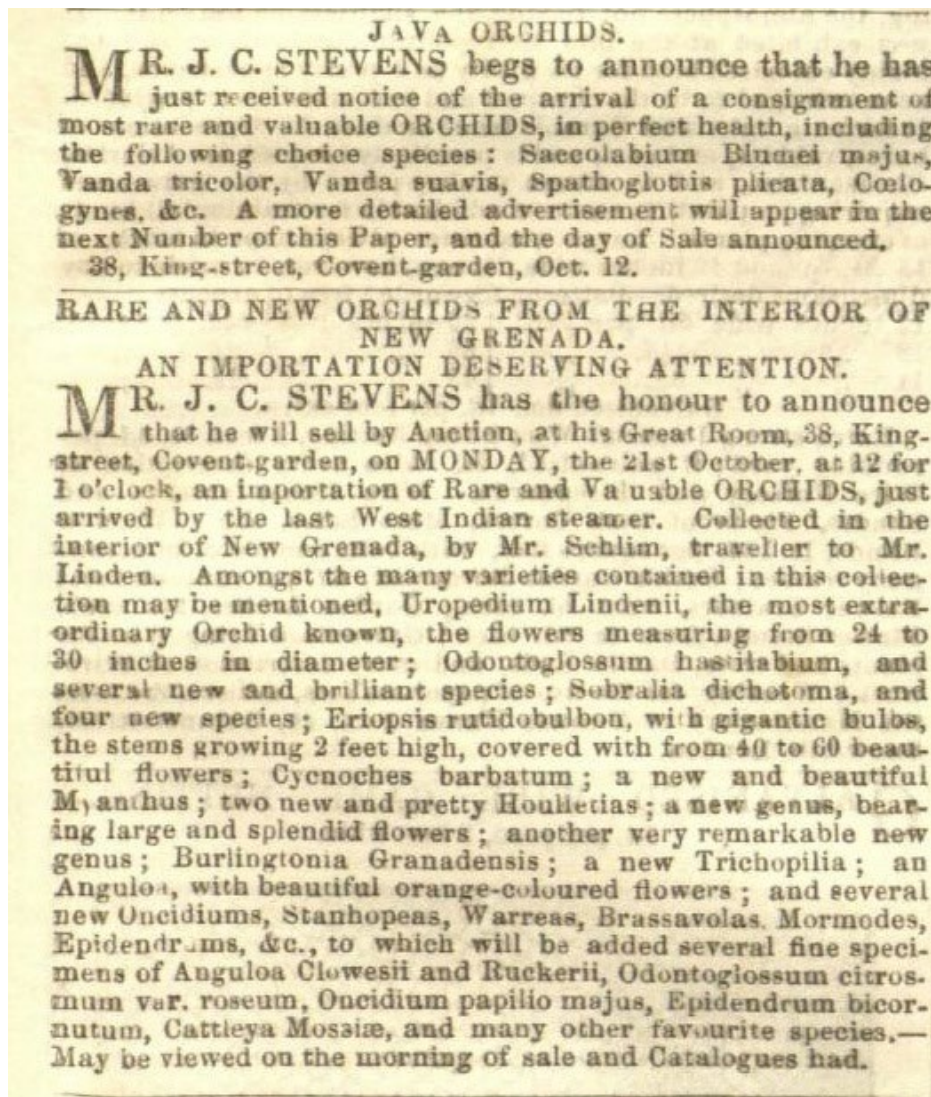 JAVA ORCHIDS.
MR. J. C. STEVENS begs to announce that he has
just received notice of the arrival of a consignment of
most rare and valuable ORCHIDS, in perfect health, including
the following choice species: Saccolabium Blumei majus,
Vanda tricolor, Vanda suavis, Spathoglottis plicata, Cœlo-
gynes, &c. A more detailed advertisement will appear in the
next Number of this Paper, and the day of Sale announced.
38, King-street, Covent-garden, Oct. 12.
RARE AND NEW ORCHIDS FROM THE INTERIOR OF
NEW GRENADA.
AN IMPORTATION DESERVING ATTENTION.
MR. J. C. STEVENS has the honour to announce
that he will sell by Auction, at his Great Room, 38, King-
street, Covent-garden, on MONDAY, the 21st October, at 12 for
1 o'clock, an importation of Rare and Valuable ORCHIDS, just
arrived by the last West Indian steamer. Collected in the
interior of New Grenada, by Mr. Schlim, traveller to Mr.
Linden. Amongst the many varieties contained in this collec-
tion may be mentioned, Uropedium Lindenii, the most extra-
ordinary Orchid known, the flowers measuring from 24 to
30 inches in diameter; Odontoglossum hastilabium, and
several new and brilliant species; Sobralia dichotoma, and
four new species; Eriopsis rutidobulbon, with gigantic bulbs,
the stems growing 2 feet high, covered with from 40 to 60 beau-
tiful flowers; Cycnoches barbatum; a new and beautiful
Myanthus; two new and pretty Houlletias; a new genus, bear-
ing large and splendid flowers; another very remarkable new
genus; Burlingtonia Granadensis; a new Trichopilia; an
Anguloa, with beautiful orange-coloured flowers; and several
new Oncidiums, Stanhopeas, Warreas, Brassavolas, Mormodes,
Epidendrums, &c., to which will be added several fine speci-
mens of Anguloa Clowesii and Ruckerii, Odontoglossum citros-
mum var. roseum, Oncidium papilio majus, Epidendrum bicor-
nutum, Cattleya Mossiæ, and many other favourite species.—
May be viewed on the morning of sale and Catalogues had.